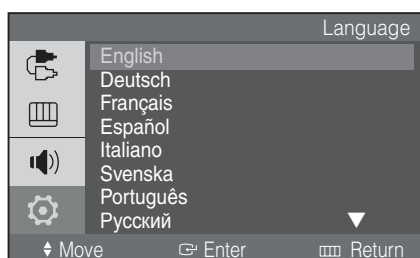 Language
English
Deutsch
Français
Español
Italiano
Svenska
Português
Русский
Move Enter Return